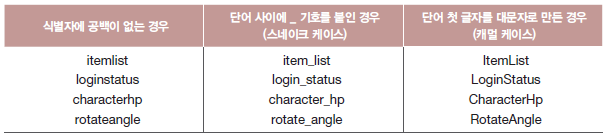 식별자에 공백이 없는 경우
단어 사이에 _ 기호를 붙인 경우
(스네이크 케이스)
단어 첫 글자를 대문자로 만든 경우
(캐멀 케이스)
itemlist item_list ItemList
loginstatus login_status LoginStatus
characterhp character_hp CharacterHp
rotateangle rotate_angle RotateAngle